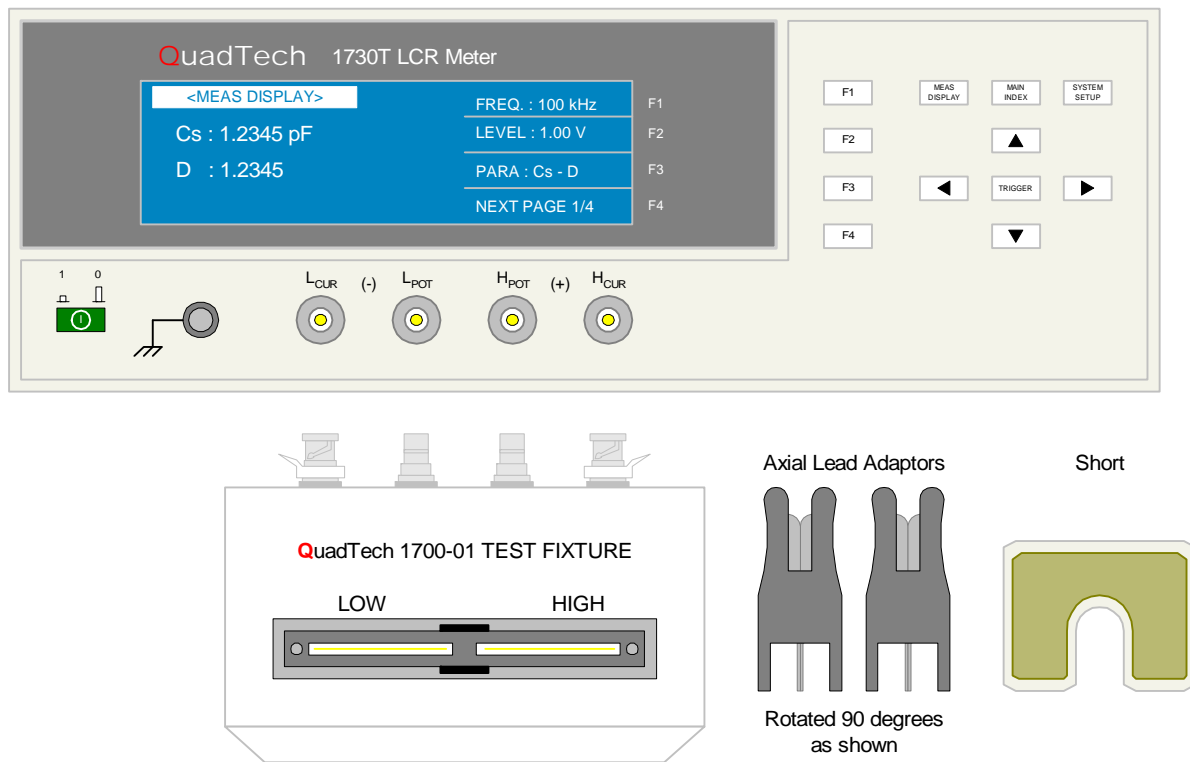 QuadTech 1730T LCR Meter
<MEAS DISPLAY>
Cs : 1.2345 pF
D : 1.2345
FREQ. : 100 kHz
LEVEL : 1.00 V
PARA : Cs - D
NEXT PAGE 1/4
F1
F2
F3
F4
F1
F2
F3
F4
MEAS DISPLAY
MAIN INDEX
SYSTEM SETUP
TRIGGER
1 0
LCUR (-) LPOT HPOT (+) HCUR
QuadTech 1700-01 TEST FIXTURE
LOW HIGH
Axial Lead Adaptors
Rotated 90 degrees
as shown
Short